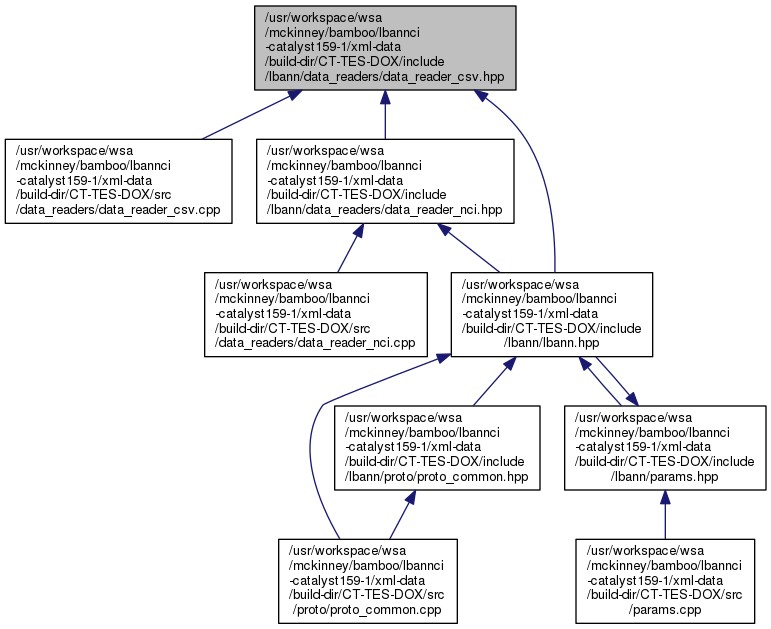 /usr/workspace/wsa
/mckinney/bamboo/lbannci
-catalyst159-1/xml-data
/build-dir/CT-TES-DOX/include
/lbann/data_readers/data_reader_csv.hpp
/usr/workspace/wsa
/mckinney/bamboo/lbannci
-catalyst159-1/xml-data
/build-dir/CT-TES-DOX/src
/data_readers/data_reader_csv.cpp
/usr/workspace/wsa
/mckinney/bamboo/lbannci
-catalyst159-1/xml-data
/build-dir/CT-TES-DOX/include
/lbann/data_readers/data_reader_nci.hpp
/usr/workspace/wsa
/mckinney/bamboo/lbannci
-catalyst159-1/xml-data
/build-dir/CT-TES-DOX/src
/data_readers/data_reader_nci.cpp
/usr/workspace/wsa
/mckinney/bamboo/lbannci
-catalyst159-1/xml-data
/build-dir/CT-TES-DOX/include
/lbann/lbann.hpp
/usr/workspace/wsa
/mckinney/bamboo/lbannci
-catalyst159-1/xml-data
/build-dir/CT-TES-DOX/include
/lbann/proto/proto_common.hpp
/usr/workspace/wsa
/mckinney/bamboo/lbannci
-catalyst159-1/xml-data
/build-dir/CT-TES-DOX/include
/lbann/params.hpp
/usr/workspace/wsa
/mckinney/bamboo/lbannci
-catalyst159-1/xml-data
/build-dir/CT-TES-DOX/src
/proto/proto_common.cpp
/usr/workspace/wsa
/mckinney/bamboo/lbannci
-catalyst159-1/xml-data
/build-dir/CT-TES-DOX/src
/params.cpp